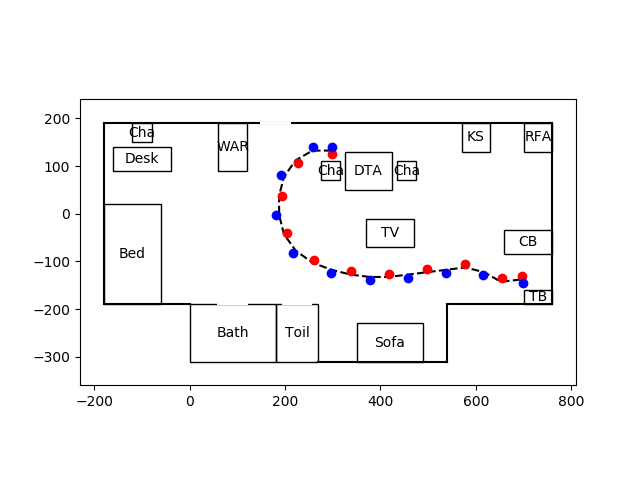 200
100
0
−100
−200
−300
−200
0
200
400
600
800
Cha
Desk
WAR
Cha
DTA
Cha
KS
RFA
Bed
TV
CB
TB
Bath
Toil
Sofa